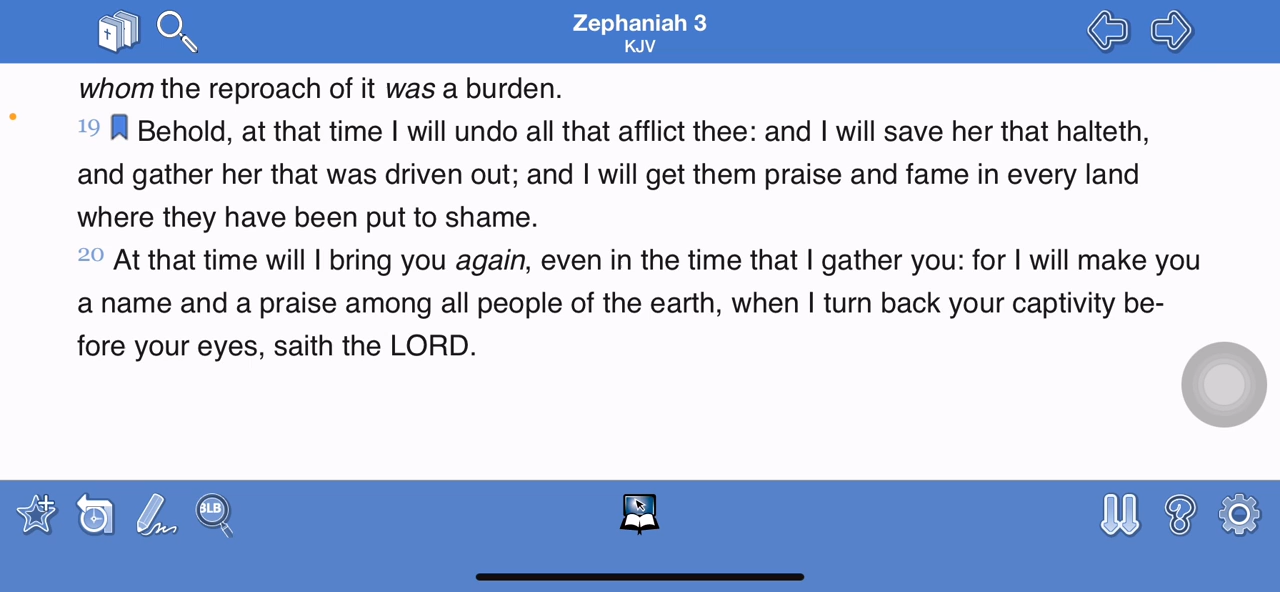 Zephaniah 3
KJV
whom the reproach of it was a burden.
19 Behold, at that time I will undo all that afflict thee: and I will save her that halteth,
and gather her that was driven out; and I will get them praise and fame in every land
where they have been put to shame.
20 At that time will I bring you again, even in the time that I gather you: for I will make you
a name and a praise among all people of the earth, when I turn back your captivity be-
fore your eyes, saith the LORD.
BLB